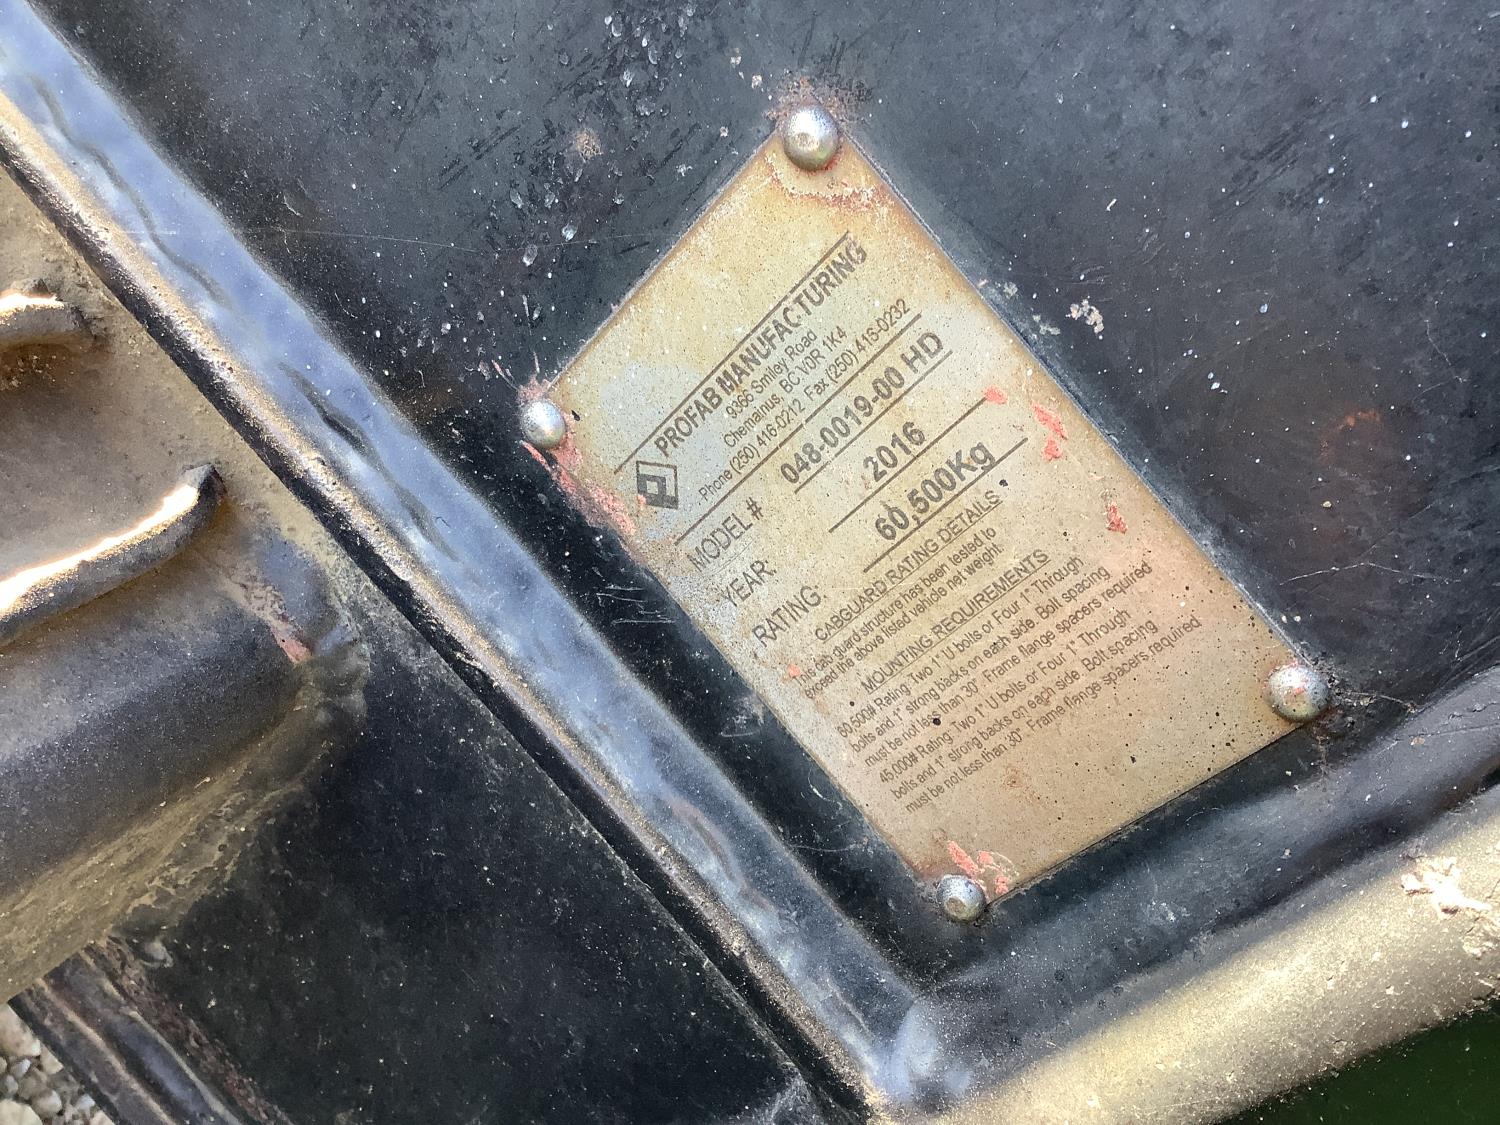 PROFAB MANUFACTURING
9366 Smiley Road
Chemainus, BC V0R 1K4
Phone (250) 416-0212 Fax (250) 416-0232
MODEL # 048-0019-00 HD
YEAR: 2016
RATING: 60,500Kg
CABGUARD RATING DETAILS
This cab guard structure has been tested to
exceed the above listed vehicle net weight.
MOUNTING REQUIREMENTS
60,500# Rating: Two 1" U bolts or Four 1" Through
bolts and 1" strong backs on each side. Bolt spacing
must be not less than 30" Frame flange spacers required
45,000# Rating: Two 1" U bolts or Four 1" Through
bolts and 1" strong backs on each side Bolt spacing
must be not less than 30" Frame flange spacers required